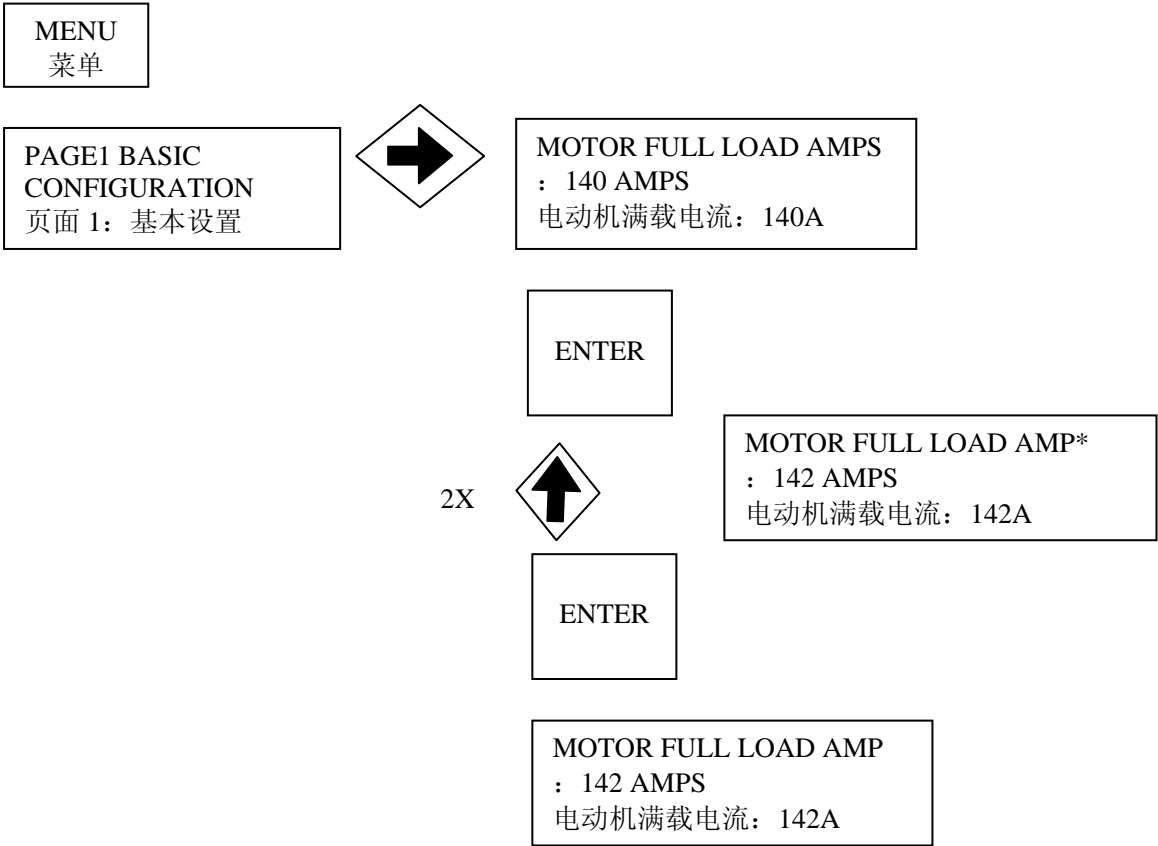 MENU
菜单
PAGE1 BASIC
CONFIGURATION
页面 1：基本设置
MOTOR FULL LOAD AMPS
：140 AMPS
电动机满载电流：140A
ENTER
2X
MOTOR FULL LOAD AMP*
：142 AMPS
电动机满载电流：142A
ENTER
MOTOR FULL LOAD AMP
：142 AMPS
电动机满载电流：142A